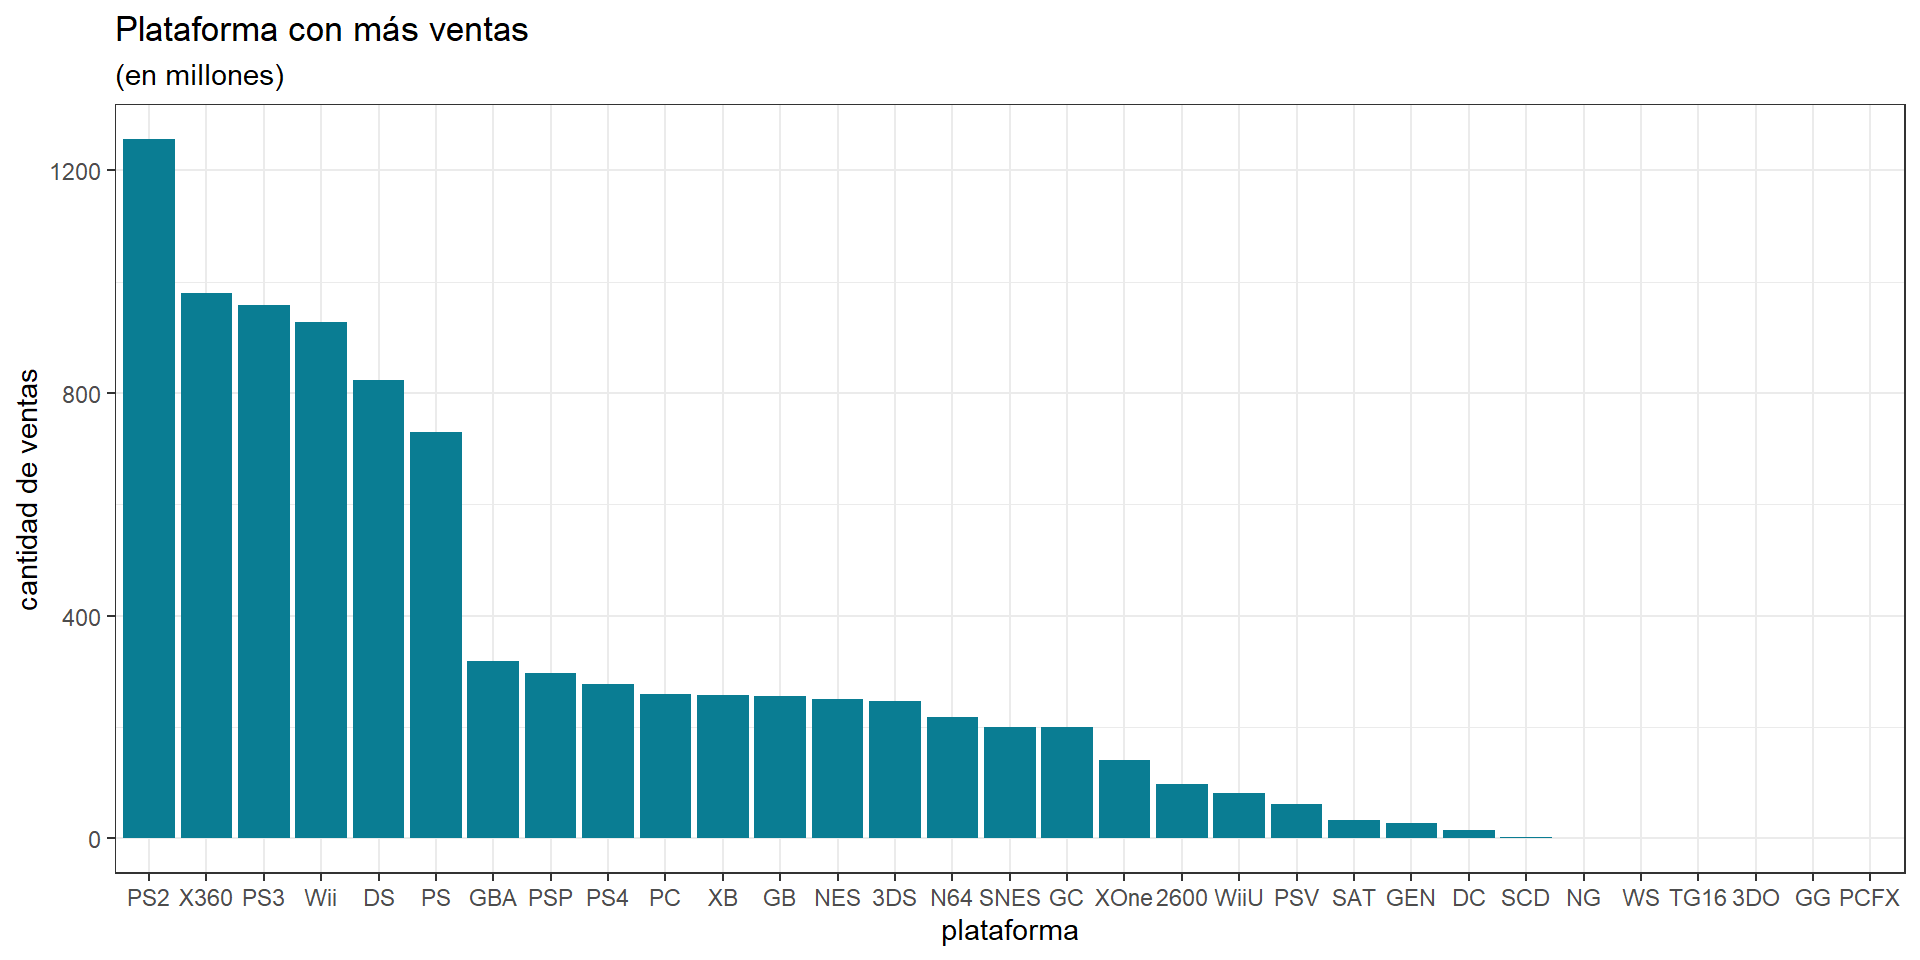 Plataforma con más ventas
(en millones)
cantidad de ventas
1200
800
400
0
PS2 X360 PS3 Wii DS PS GBA PSP PS4 PC XB GB NES 3DS N64 SNES GC XOne 2600 WiiU PSV SAT GEN DC SCD NG WS TG16 3DO GG PCFX
plataforma